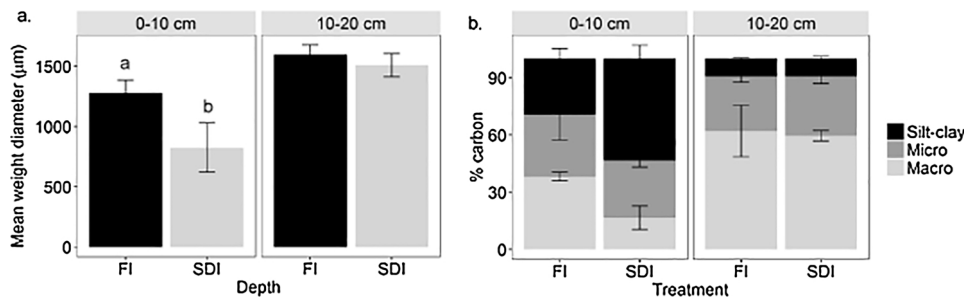 a.
0-10 cm
10-20 cm
Mean weight diameter (μm)
1500
1000
500
0
a
b
FI
SDI
FI
SDI
Depth
b.
0-10 cm
10-20 cm
% carbon
90
60
30
0
FI
SDI
FI
SDI
Treatment
Silt-clay
Micro
Macro